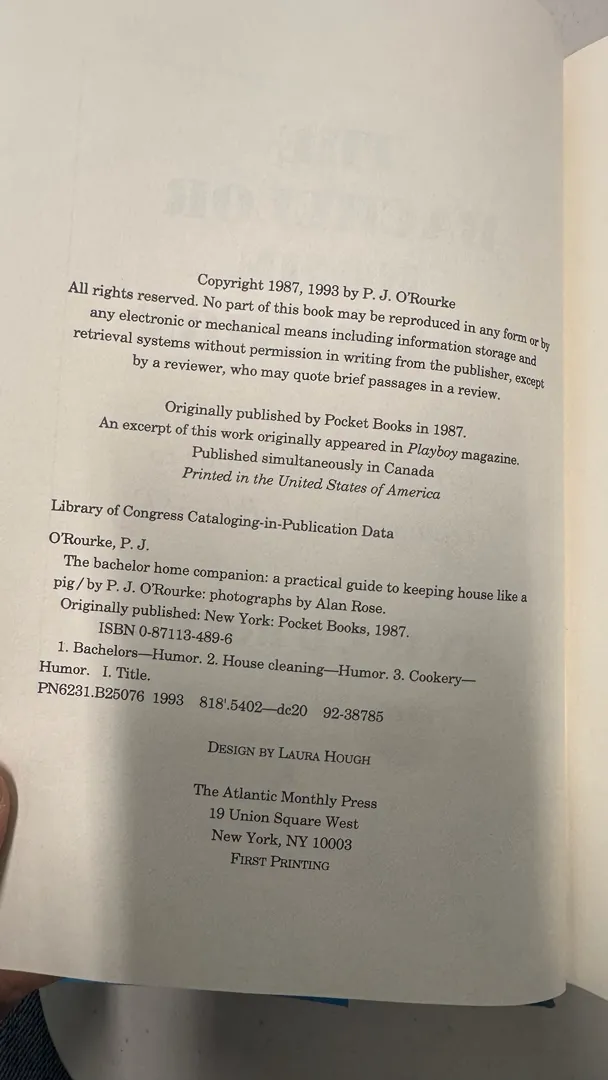 Copyright 1987, 1993 by P. J. O'Rourke
All rights reserved. No part of this book may be reproduced in any form or by
any electronic or mechanical means including information storage and
retrieval systems without permission in writing from the publisher, except
by a reviewer, who may quote brief passages in a review.
Originally published by Pocket Books in 1987.
An excerpt of this work originally appeared in Playboy magazine.
Published simultaneously in Canada
Printed in the United States of America
Library of Congress Cataloging-in-Publication Data
O'Rourke, P. J.
The bachelor home companion: a practical guide to keeping house like a
pig/by P. J. O'Rourke: photographs by Alan Rose.
Originally published: New York: Pocket Books, 1987.
ISBN 0-87113-489-6
1. Bachelors—Humor. 2. House cleaning—Humor. 3. Cookery—
Humor. I. Title.
PN6231.B25076 1993 818'.5402—dc20 92-38785
DESIGN BY LAURA HOUGH
The Atlantic Monthly Press
19 Union Square West
New York, NY 10003
FIRST PRINTING